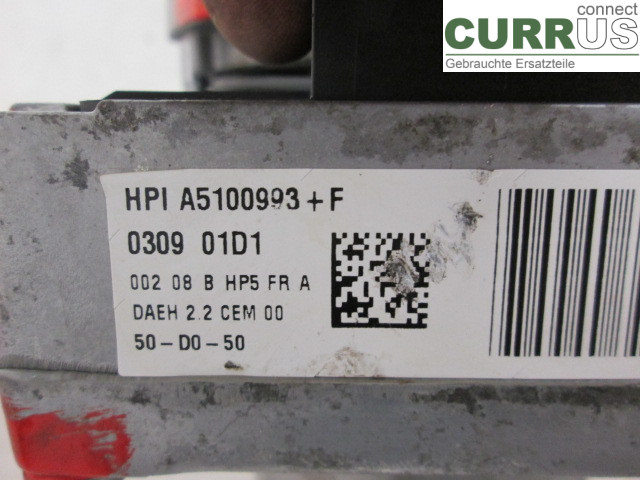 connect
CURRUS
Gebrauchte Ersatzteile
HPI A5100993+F
0309 01D1
002 08 B HP5 FR A
DAEH 2.2 CEM 00
50-D0-50